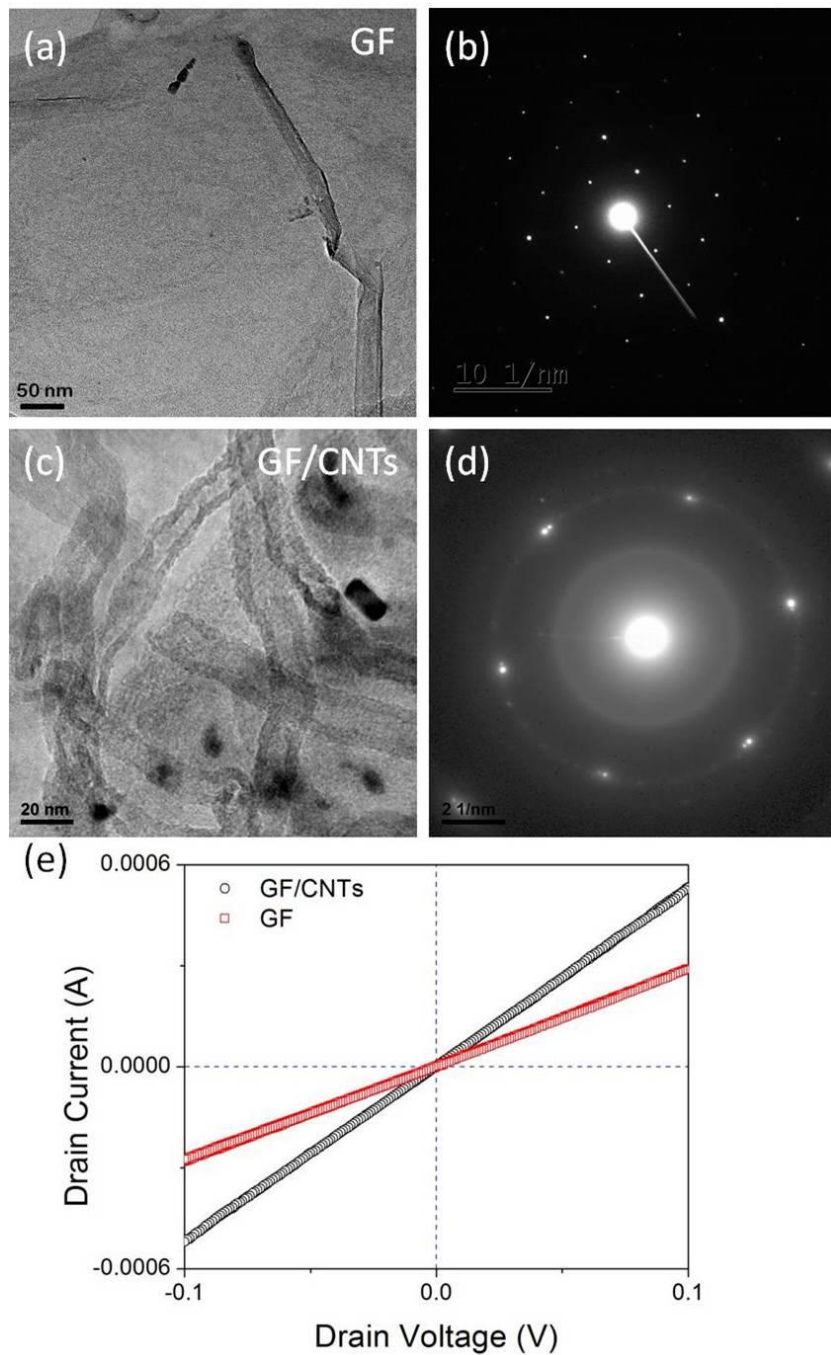 (a) GF
50 nm
(b)
10 1/nm
(c) GF/CNTs
20 nm
(d)
2 1/nm
(e)
0.0006
GF/CNTs
GF
Drain Current (A)
0.0000
-0.0006
-0.1 0.0 0.1
Drain Voltage (V)